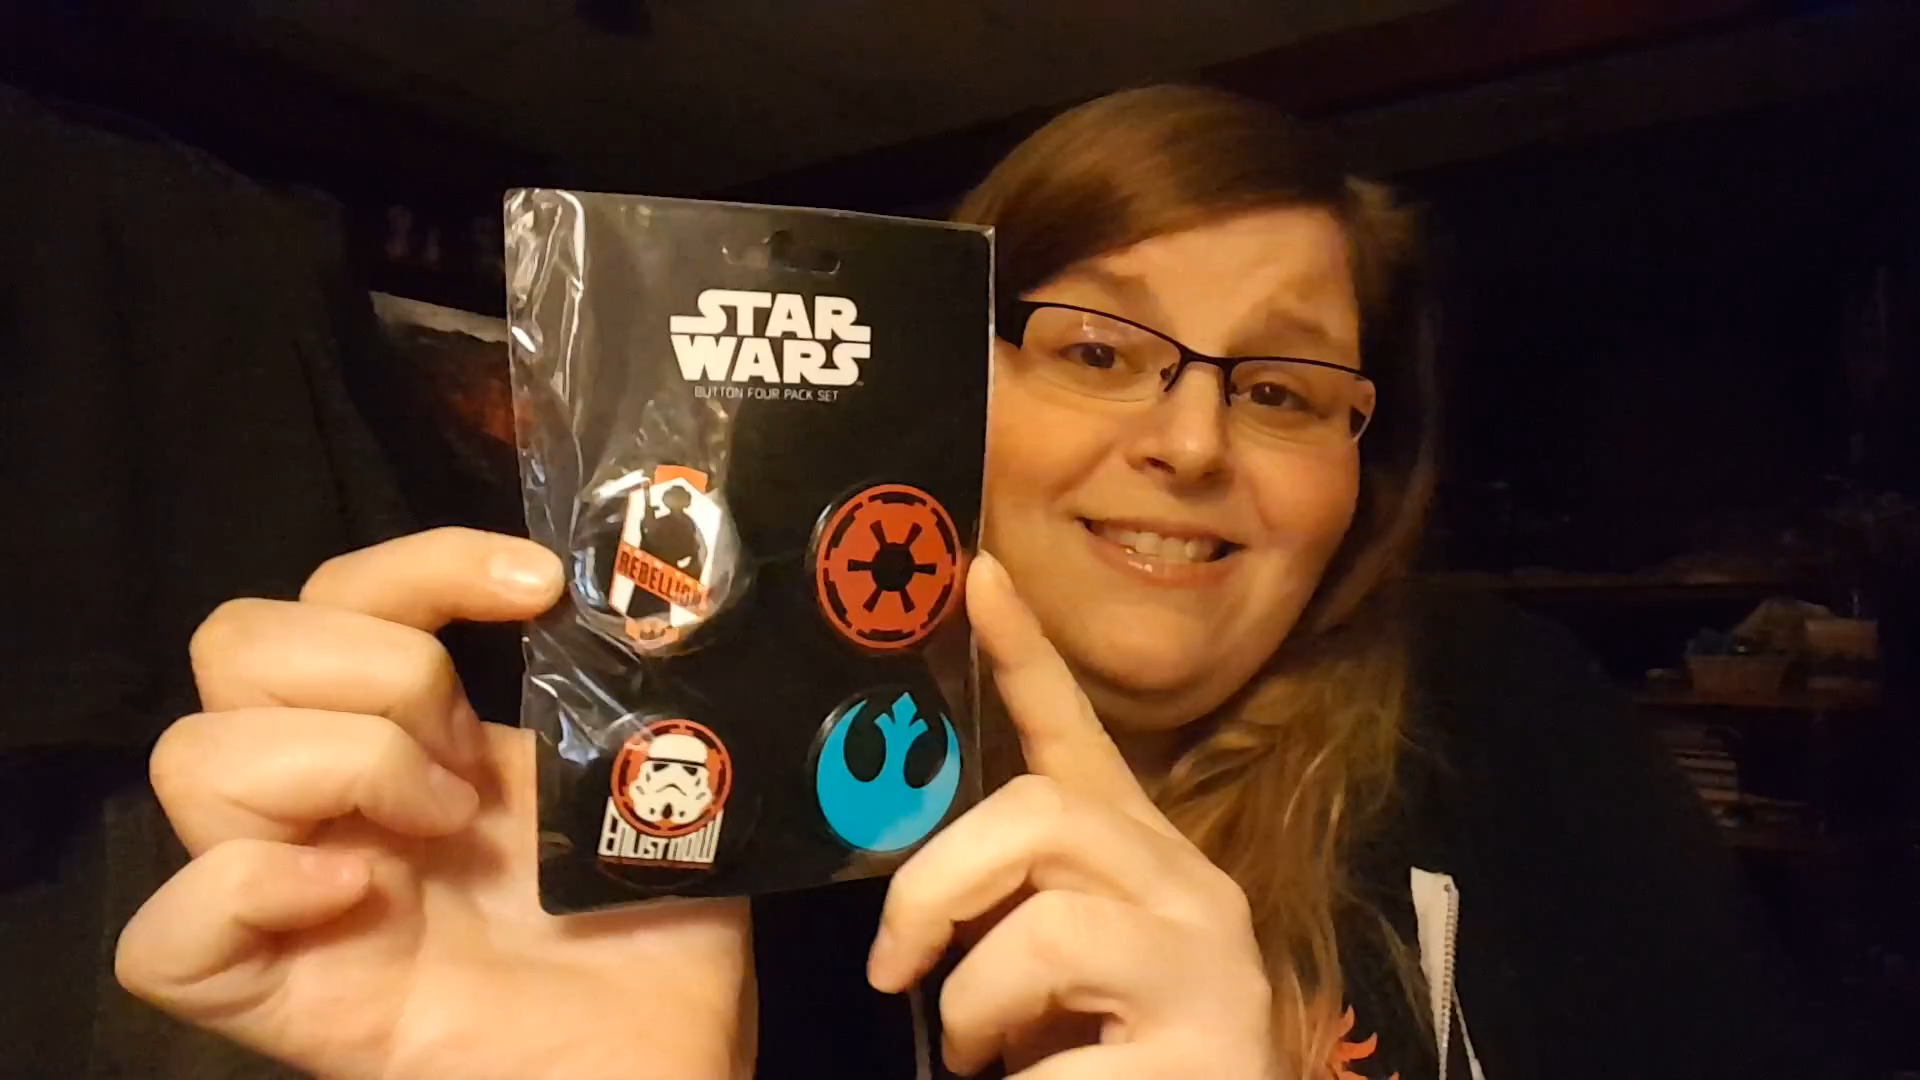 STAR
WARS
BUTTON FOUR PACK SET
REBELLION
ENLIST NOW